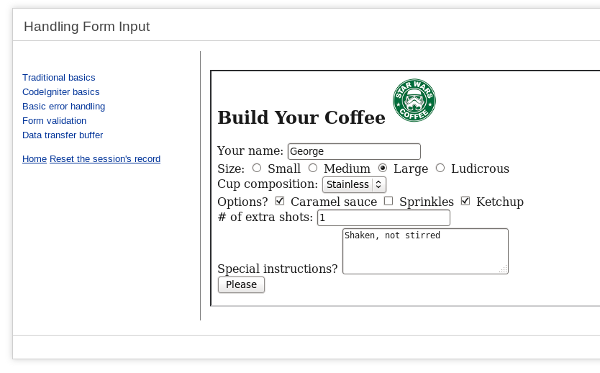 Handling Form Input
Traditional basics
CodeIgniter basics
Basic error handling
Form validation
Data transfer buffer
Home Reset the session's record
STAR WARS
COFFEE
Build Your Coffee
Your name: George
Size: Small Medium Large Ludicrous
Cup composition: Stainless
Options? Caramel sauce Sprinkles Ketchup
# of extra shots: 1
Shaken, not stirred
Special instructions?
Please